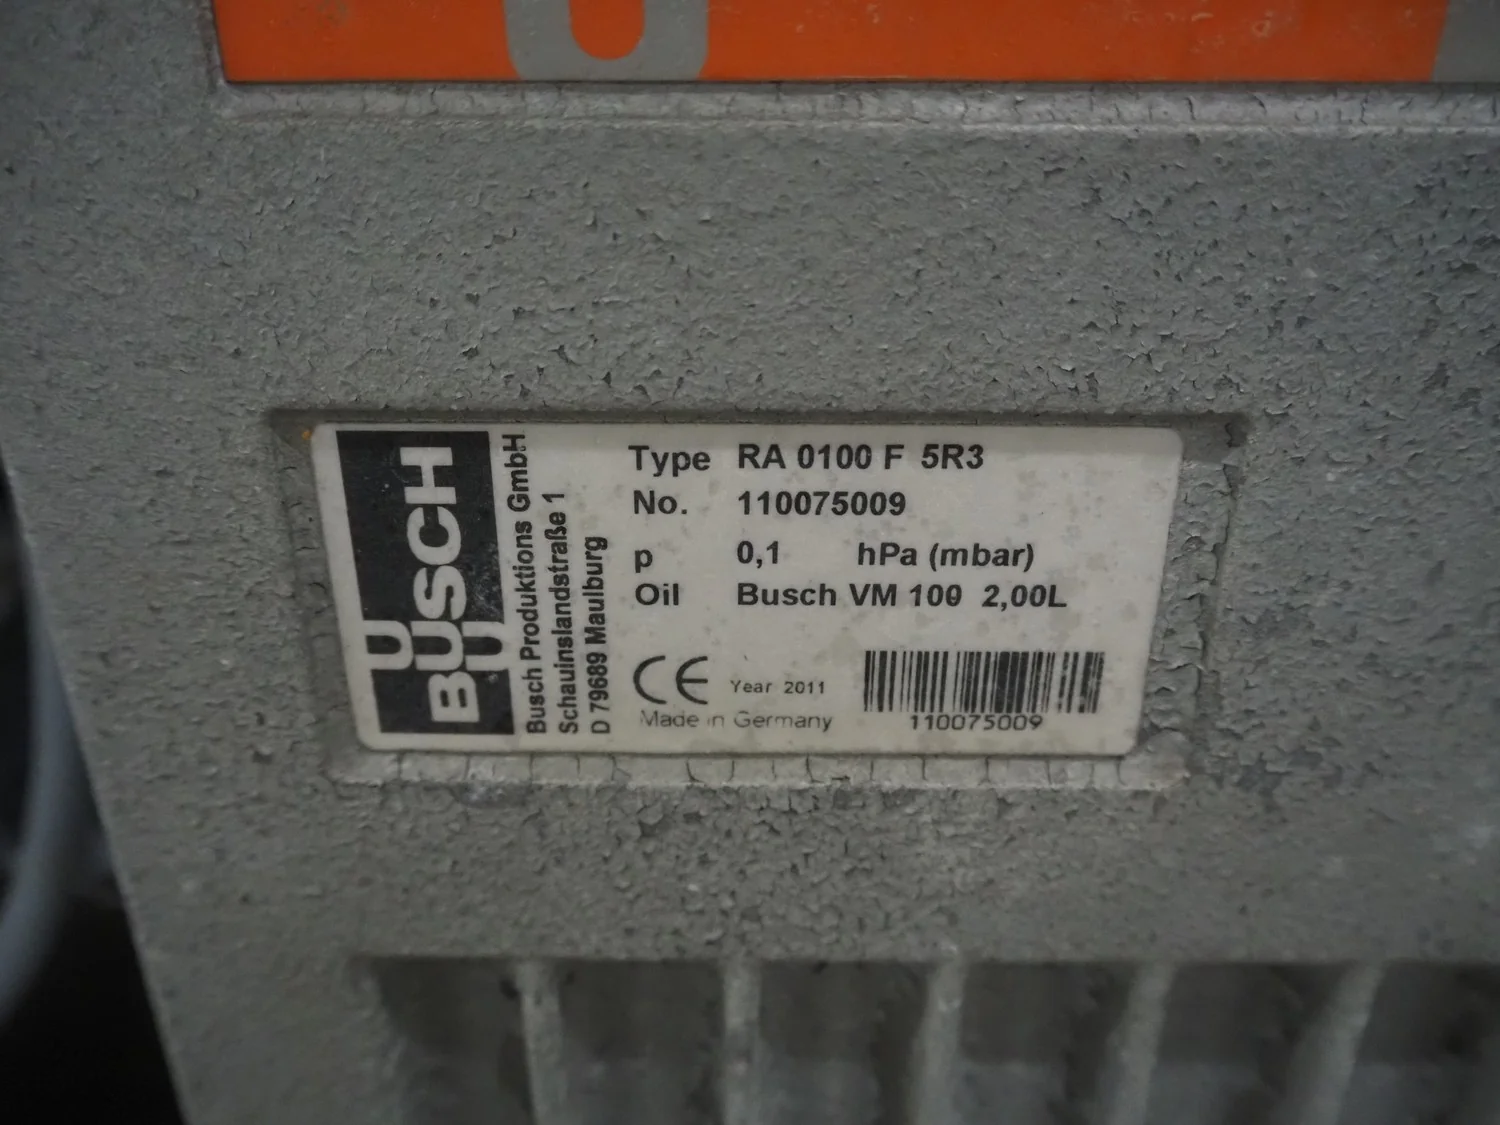 U
BUSCH
U
Busch Produktions GmbH
Schauinslandstraße 1
D 79689 Maulburg
Type RA 0100 F 5R3
No. 110075009
p 0,1 hPa (mbar)
Oil Busch VM 100 2,00L
CE Year 2011
Made in Germany
110075009